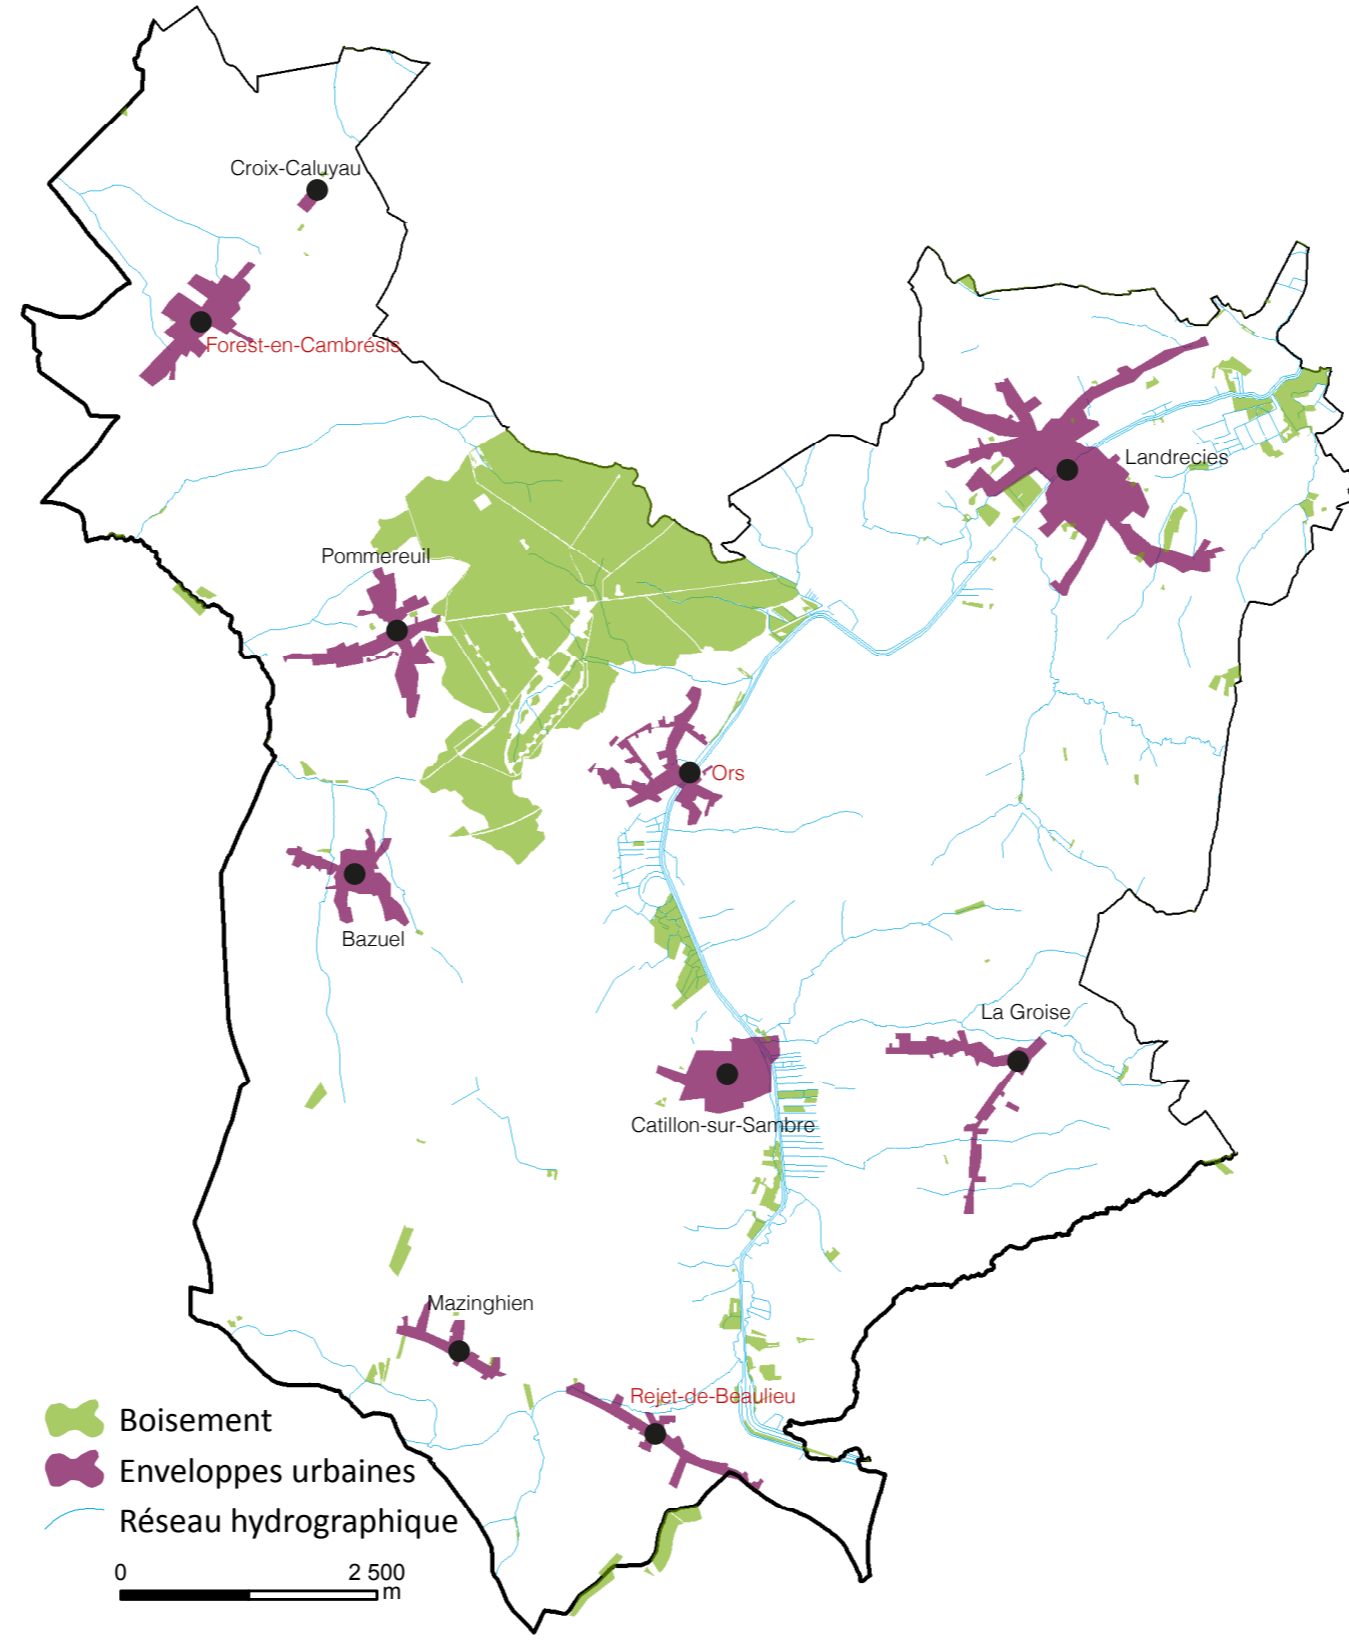 Croix-Caluyau
Forest-en-Cambrésis
Landrecies
Pommereuil
Ors
Bazuel
La Groise
Catillon-sur-Sambre
Mazinghien
Rejet-de-Beaulieu
Boisement
Enveloppes urbaines
Réseau hydrographique
0 2 500
m